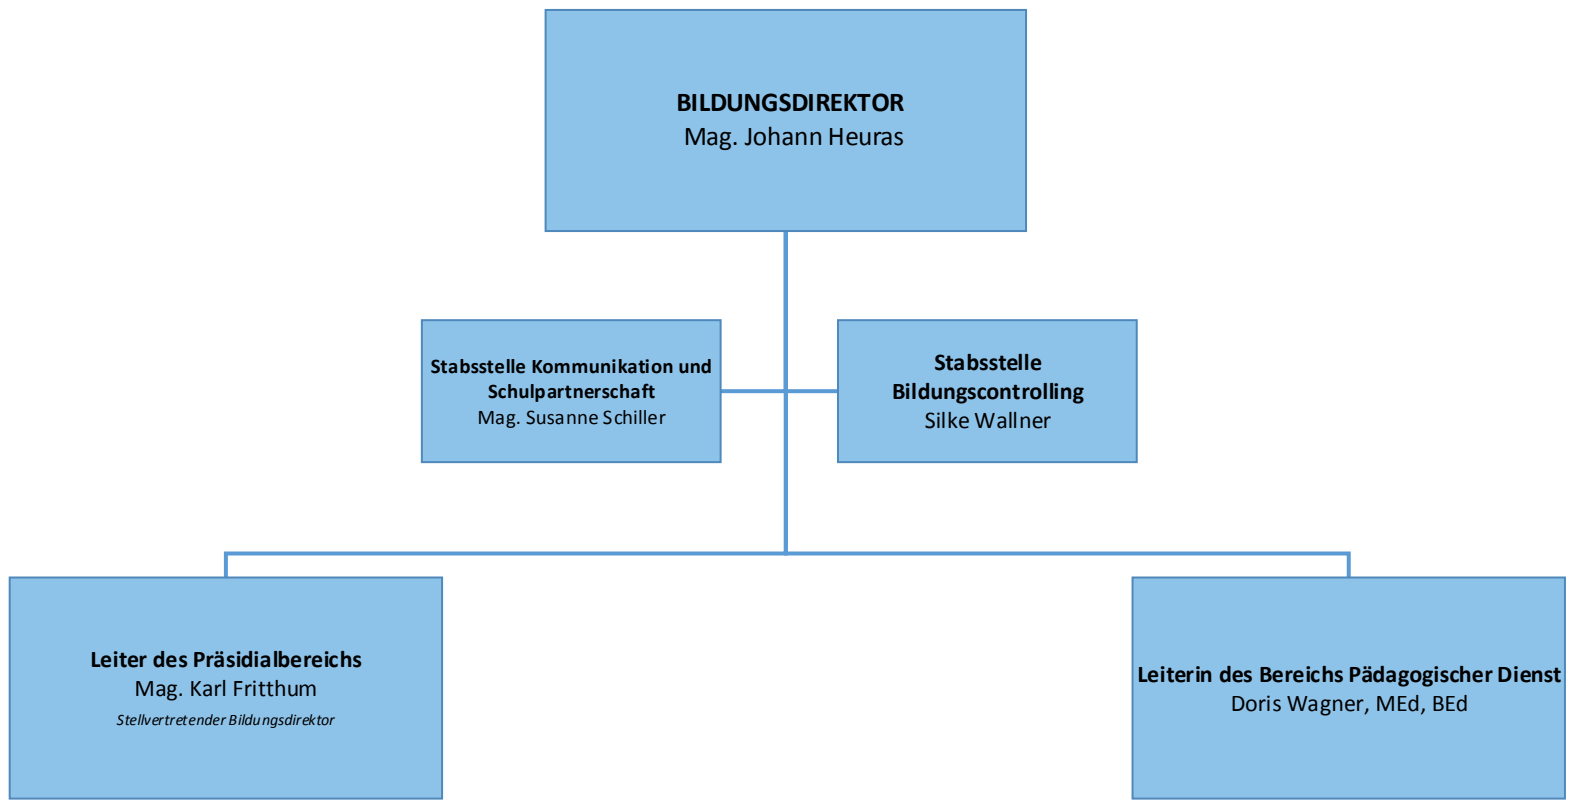 BILDUNGSDIREKTOR
Mag. Johann Heuras
Stabsstelle Kommunikation und
Schulpartnerschaft
Mag. Susanne Schiller
Stabsstelle
Bildungscontrolling
Silke Wallner
Leiter des Präsidialbereichs
Mag. Karl Fritthum
Stellvertretender Bildungsdirektor
Leiterin des Bereichs Pädagogischer Dienst
Doris Wagner, MEd, BEd